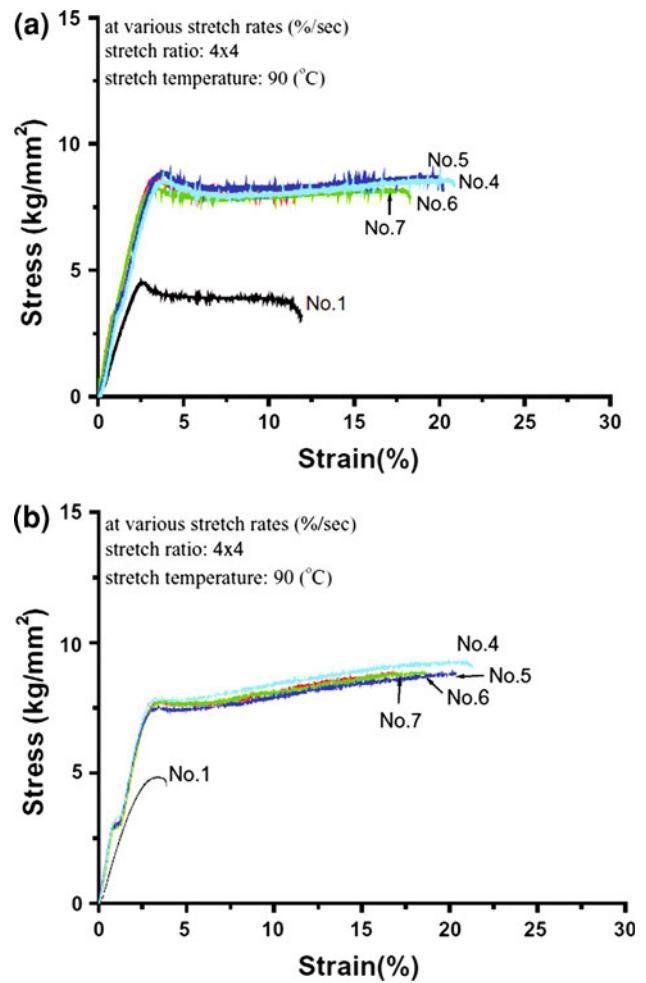 (a)
at various stretch rates (%/sec)
stretch ratio: 4x4
stretch temperature: 90 (°C)
15
10
5
0
Stress (kg/mm²)
No.5
No.4
No.6
No.7
No.1
0 5 10 15 20 25 30
Strain(%)
(b)
at various stretch rates (%/sec)
stretch ratio: 4x4
stretch temperature: 90 (°C)
15
10
5
0
Stress (kg/mm²)
No.4
No.5
No.6
No.7
No.1
0 5 10 15 20 25 30
Strain(%)